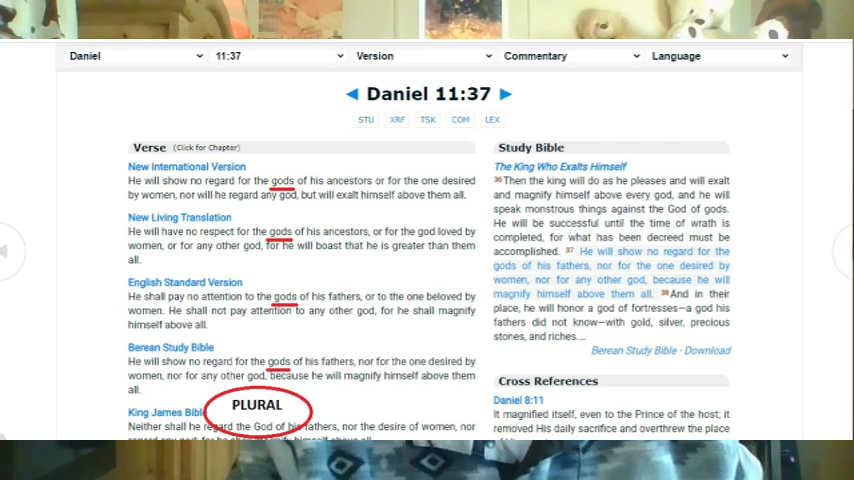 Daniel 11:37 Version Commentary Language
◀ Daniel 11:37 ▶
STU XRF TSK COM LEX
Verse (Click for Chapter)
New International Version
He will show no regard for the gods of his ancestors or for the one desired
by women, nor will he regard any god, but will exalt himself above them all.
New Living Translation
He will have no respect for the gods of his ancestors, or for the god loved by
women, or for any other god, for he will boast that he is greater than them
all.
English Standard Version
He shall pay no attention to the gods of his fathers, or to the one beloved by
women. He shall not pay attention to any other god, for he shall magnify
himself above all.
Berean Study Bible
He will show no regard for the gods of his fathers, nor for the one desired by
women, nor for any other god, because he will magnify himself above them
all.
PLURAL
King James Bible
Neither shall he regard the God of his fathers, nor the desire of women, nor
regard any god: for he shall magnify himself above all.
Study Bible
The King Who Exalts Himself
36 Then the king will do as he pleases and will exalt
and magnify himself above every god, and he will
speak monstrous things against the God of gods.
He will be successful until the time of wrath is
completed, for what has been decreed must be
accomplished. 37 He will show no regard for the
gods of his fathers, nor for the one desired by
women, nor for any other god, because he will
magnify himself above them all. 38 And in their
place, he will honor a god of fortresses—a god his
fathers did not know—with gold, silver, precious
stones, and riches....
Berean Study Bible · Download
Cross References
Daniel 8:11
It magnified itself, even to the Prince of the host; it
removed His daily sacrifice and overthrew the place